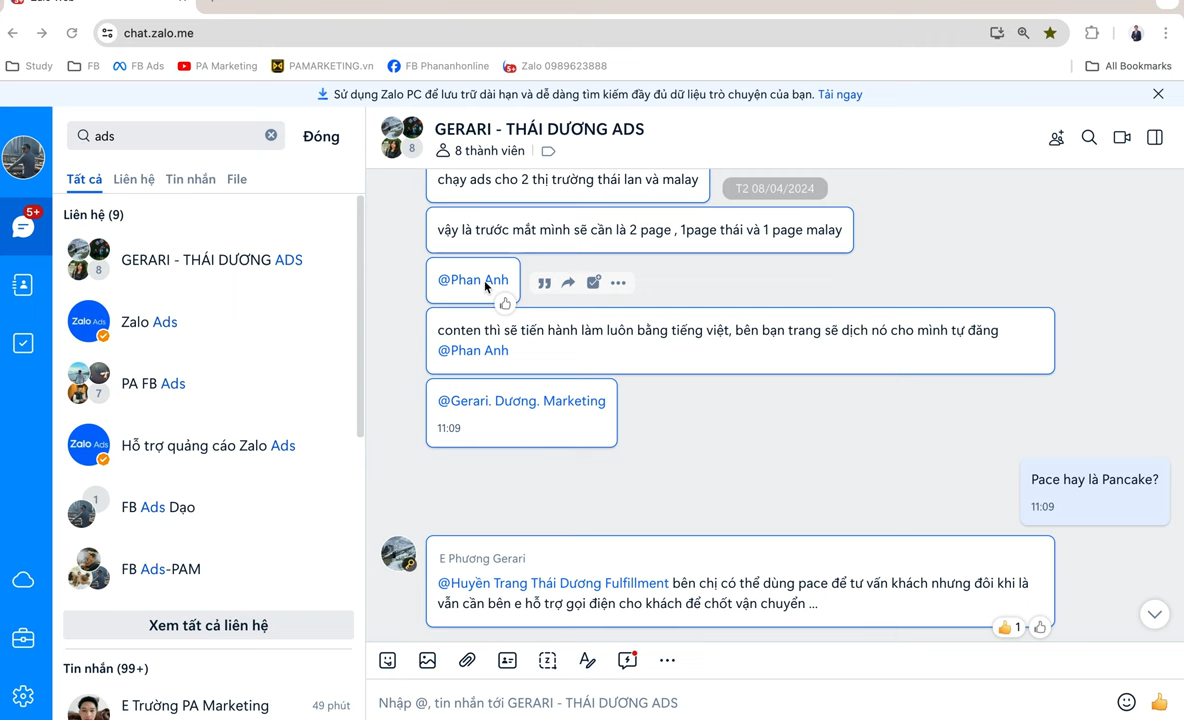 chat.zalo.me
Study
FB
FB Ads
PA Marketing
PAMARKETING.vn
FB Phananhonline
Zalo 0989623888
All Bookmarks
Sử dụng Zalo PC để lưu trữ dài hạn và dễ dàng tìm kiếm đầy đủ dữ liệu trò chuyện của bạn. Tải ngay
5+
ads
Đóng
Tất cả
Liên hệ
Tin nhắn
File
Liên hệ (9)
8
GERARI - THÁI DƯƠNG ADS
Zalo Ads
Zalo Ads
7
PA FB Ads
Zalo Ads
Hỗ trợ quảng cáo Zalo Ads
1
FB Ads Dạo
FB Ads-PAM
Xem tất cả liên hệ
Tin nhắn (99+)
E Trường PA Marketing
49 phút
8
GERARI - THÁI DƯƠNG ADS
8 thành viên
chạy ads cho 2 thị trường thái lan và malay
T2 08/04/2024
vậy là trước mắt mình sẽ cần là 2 page , 1page thái và 1 page malay
@Phan Anh
conten thì sẽ tiến hành làm luôn bằng tiếng việt, bên bạn trang sẽ dịch nó cho mình tự đăng
@Phan Anh
@Gerari. Dương. Marketing
11:09
Pace hay là Pancake?
11:09
E Phương Gerari
@Huyền Trang Thái Dương Fulfillment bên chị có thể dùng pace để tư vấn khách nhưng đôi khi là
vẫn cần bên e hỗ trợ gọi điện cho khách để chốt vận chuyển ...
1
Nhập @, tin nhắn tới GERARI - THÁI DƯƠNG ADS